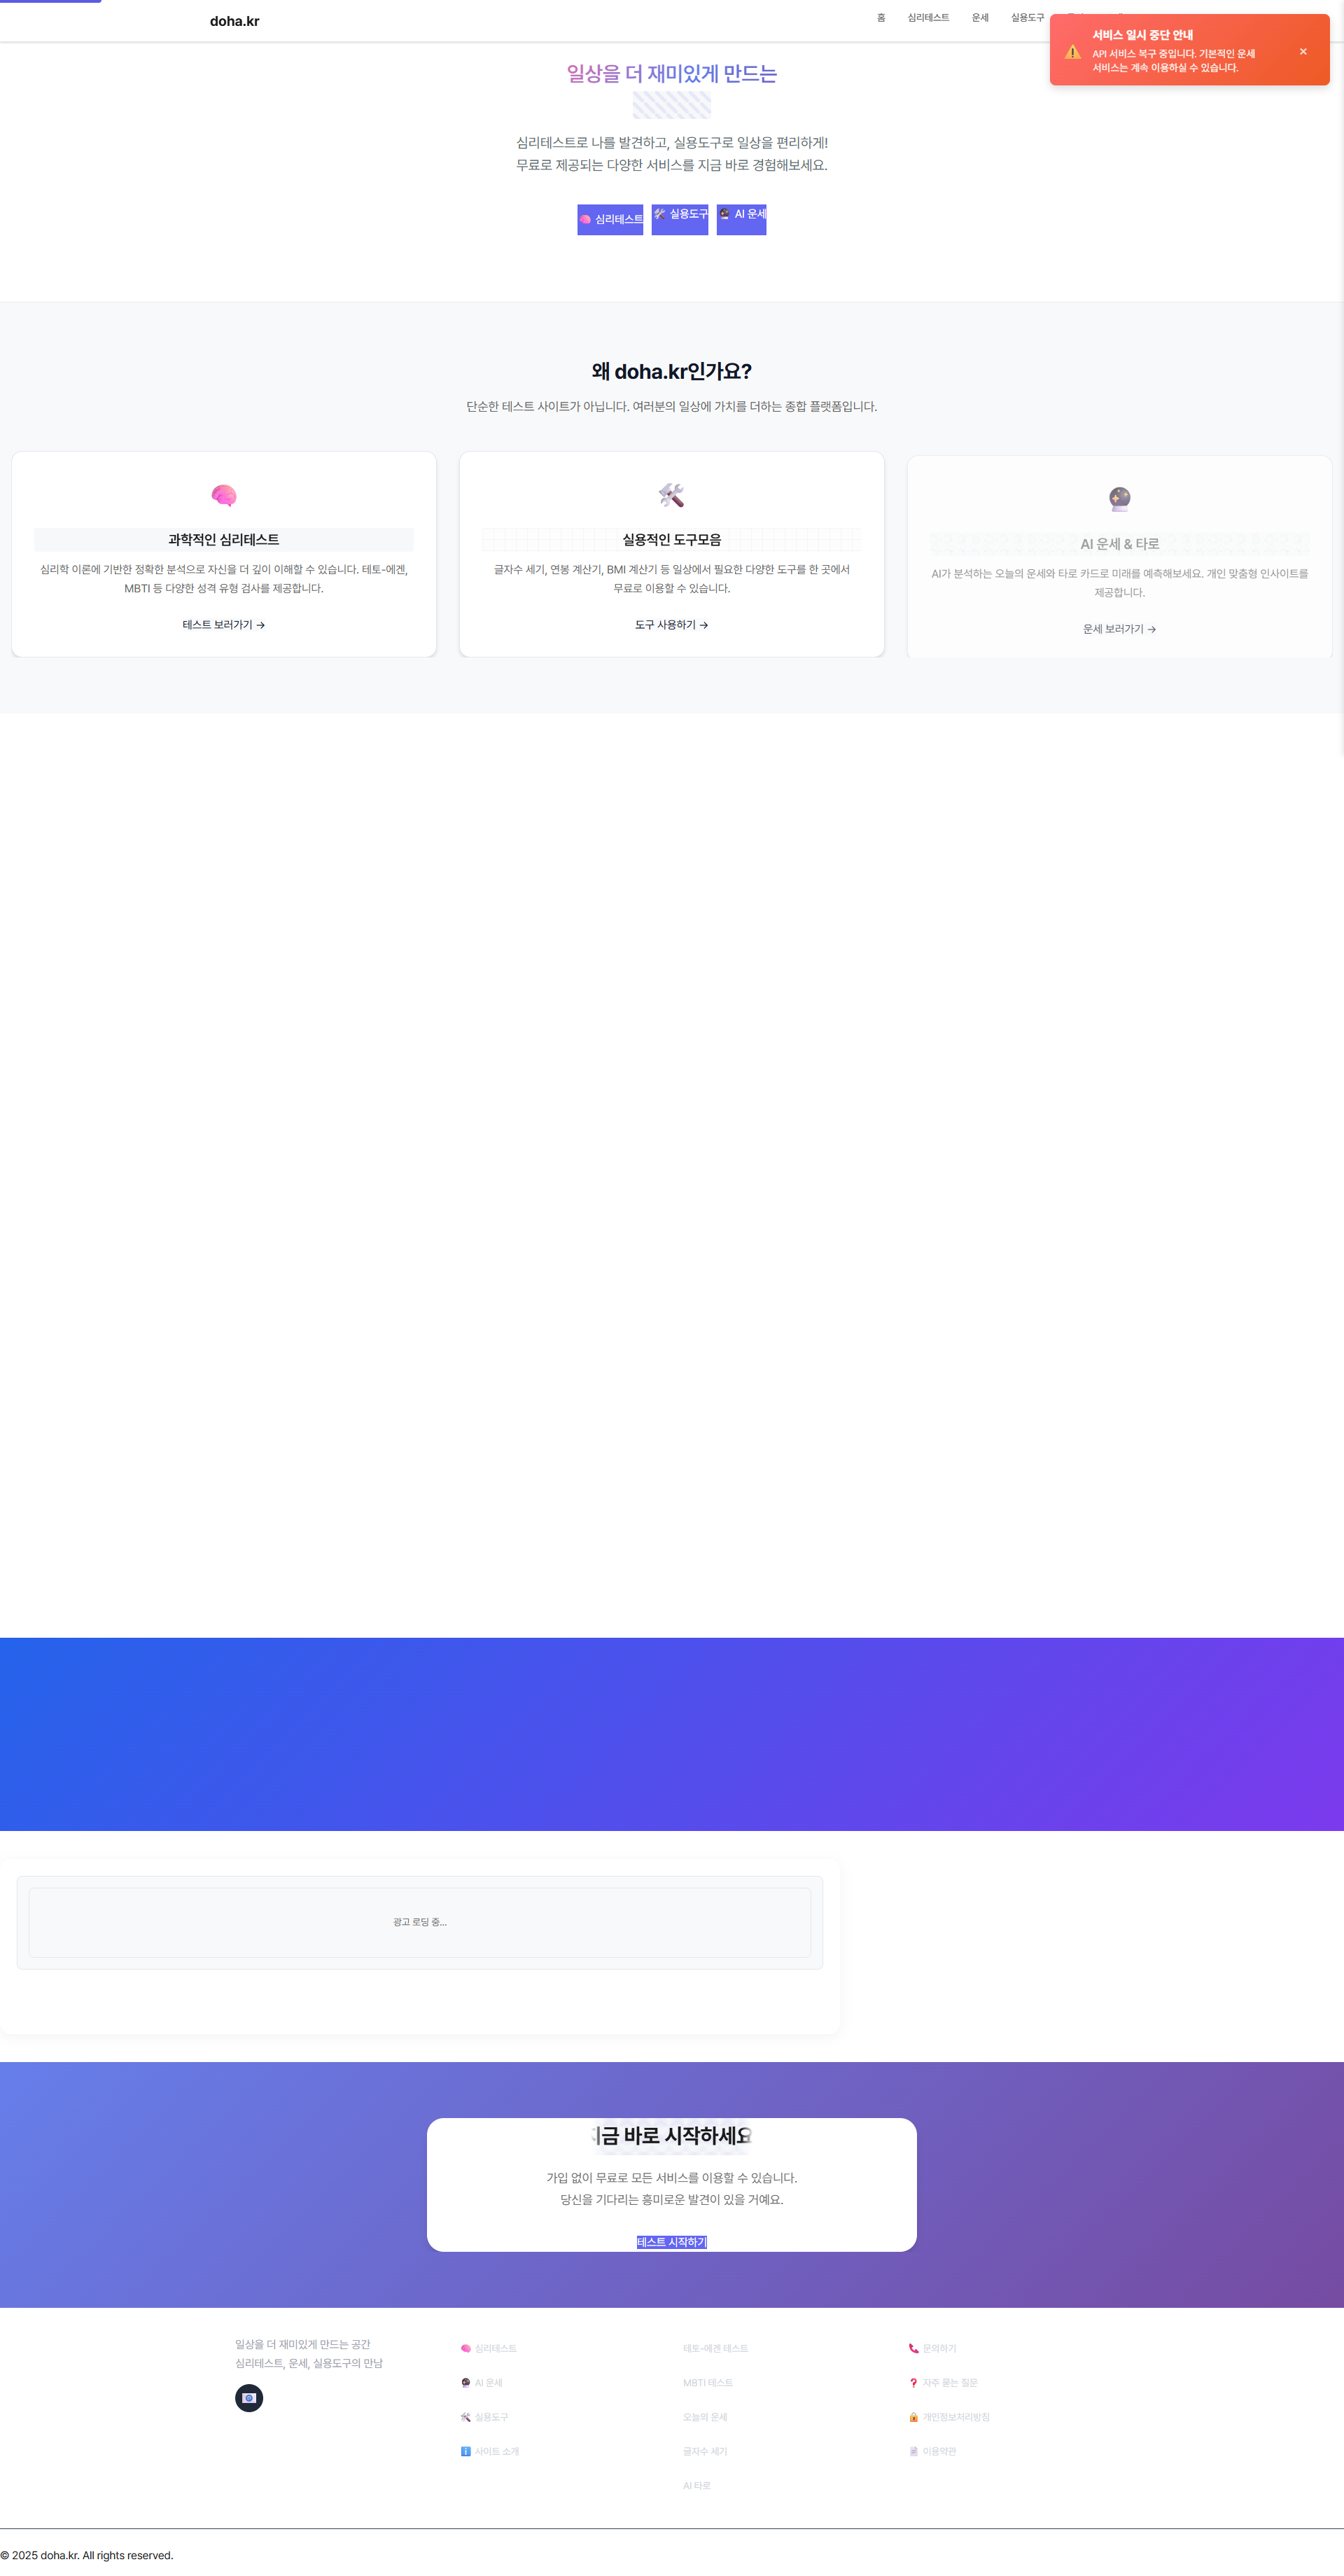 doha.kr
홈
심리테스트
운세
실용도구
서비스 일시 중단 안내
API 서비스 복구 중입니다. 기본적인 운세
서비스는 계속 이용하실 수 있습니다.
×
일상을 더 재미있게 만드는
심리테스트로 나를 발견하고, 실용도구로 일상을 편리하게!
무료로 제공되는 다양한 서비스를 지금 바로 경험해보세요.
심리테스트
실용도구
AI 운세
왜 doha.kr인가요?
단순한 테스트 사이트가 아닙니다. 여러분의 일상에 가치를 더하는 종합 플랫폼입니다.
과학적인 심리테스트
심리학 이론에 기반한 정확한 분석으로 자신을 더 깊이 이해할 수 있습니다. 테토-에겐,
MBTI 등 다양한 성격 유형 검사를 제공합니다.
테스트 보러가기 →
실용적인 도구모음
글자수 세기, 연봉 계산기, BMI 계산기 등 일상에서 필요한 다양한 도구를 한 곳에서
무료로 이용할 수 있습니다.
도구 사용하기 →
AI 운세 & 타로
AI가 분석하는 오늘의 운세와 타로 카드로 미래를 예측해보세요. 개인 맞춤형 인사이트를
제공합니다.
운세 보러가기 →
광고 로딩 중...
지금 바로 시작하세요
가입 없이 무료로 모든 서비스를 이용할 수 있습니다.
당신을 기다리는 흥미로운 발견이 있을 거예요.
테스트 시작하기
일상을 더 재미있게 만드는 공간
심리테스트, 운세, 실용도구의 만남
심리테스트
AI 운세
실용도구
사이트 소개
테토-에겐 테스트
MBTI 테스트
오늘의 운세
글자수 세기
AI 타로
문의하기
자주 묻는 질문
개인정보처리방침
이용약관
© 2025 doha.kr. All rights reserved.